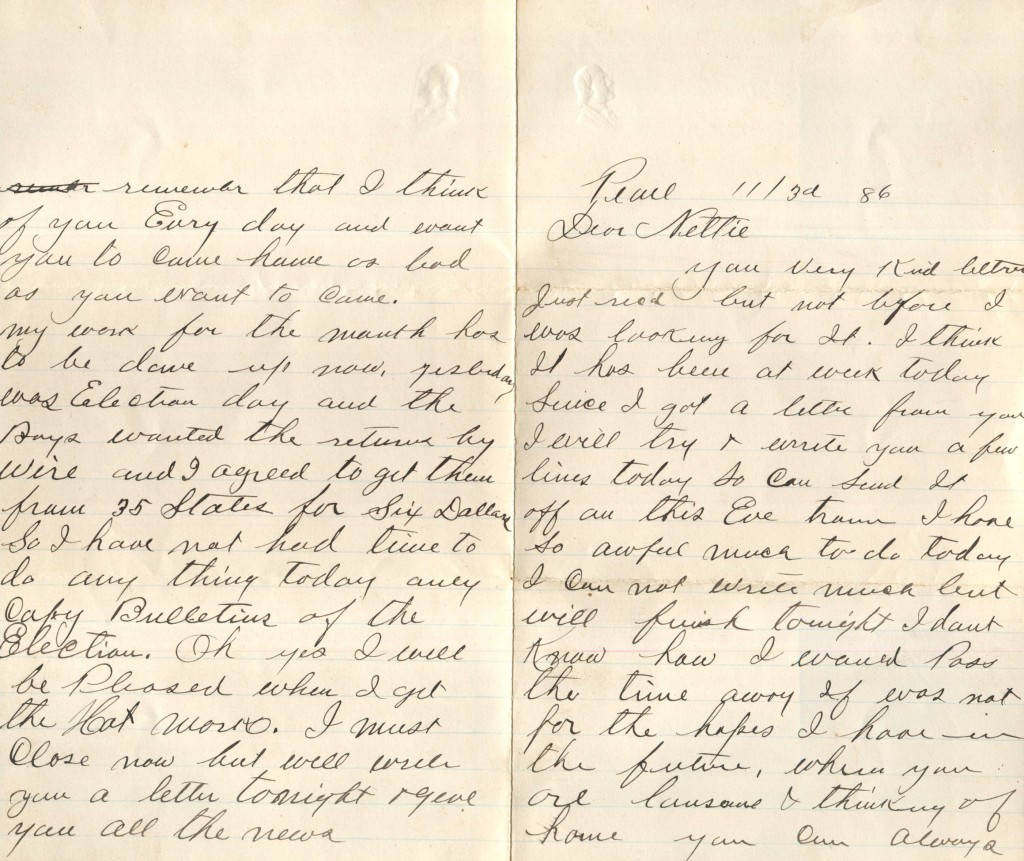 Pearl 11/3d 86
Dear Nettie
you very Kind letter
Just recd but not before I
was looking for It. I think
It has been at week today
Since I got a letter from you
I will try & write you a few
lines today so can send It
off on this Eve train I have
so awful much to do today
I can not write much but
will finish tonight I dont
Know how I would Pass
the time away If was not
for the hopes I have in
the future, when you
are lonsome & thinking of
home you can always
remember that I think
of you Evry day and want
you to come home as bad
as you want to come.
my work for the month has
to be done up now, yesterday
was Election day and the
Boys wanted the returns by
wire and I agreed to get them
from 35 States for Six Dollars
So I have not had time to
do any thing today oney
Copy Bulletins of the
Election. Oh yes I will
be Pleased when I get
the Hat
I must
Close now but will write
you a letter tonight & give
you all the news